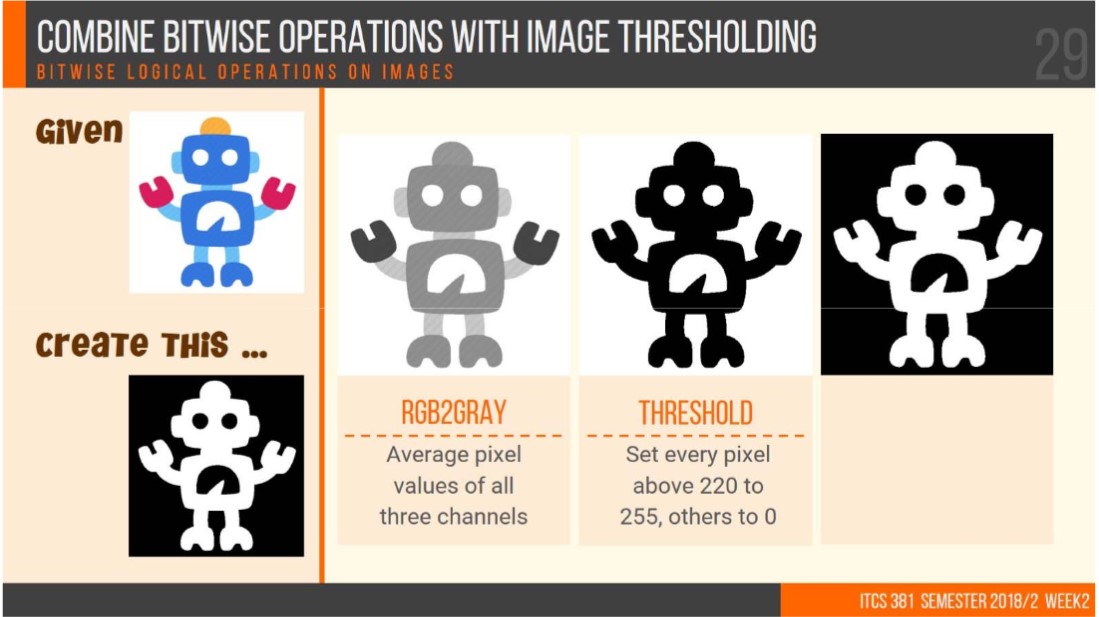 COMBINE BITWISE OPERATIONS WITH IMAGE THRESHOLDING
BITWISE LOGICAL OPERATIONS ON IMAGES
29
Given
Create This ...
RGB2GRAY
Average pixel
values of all
three channels
THRESHOLD
Set every pixel
above 220 to
255, others to 0
ITCS 381 SEMESTER 2018/2 WEEK2